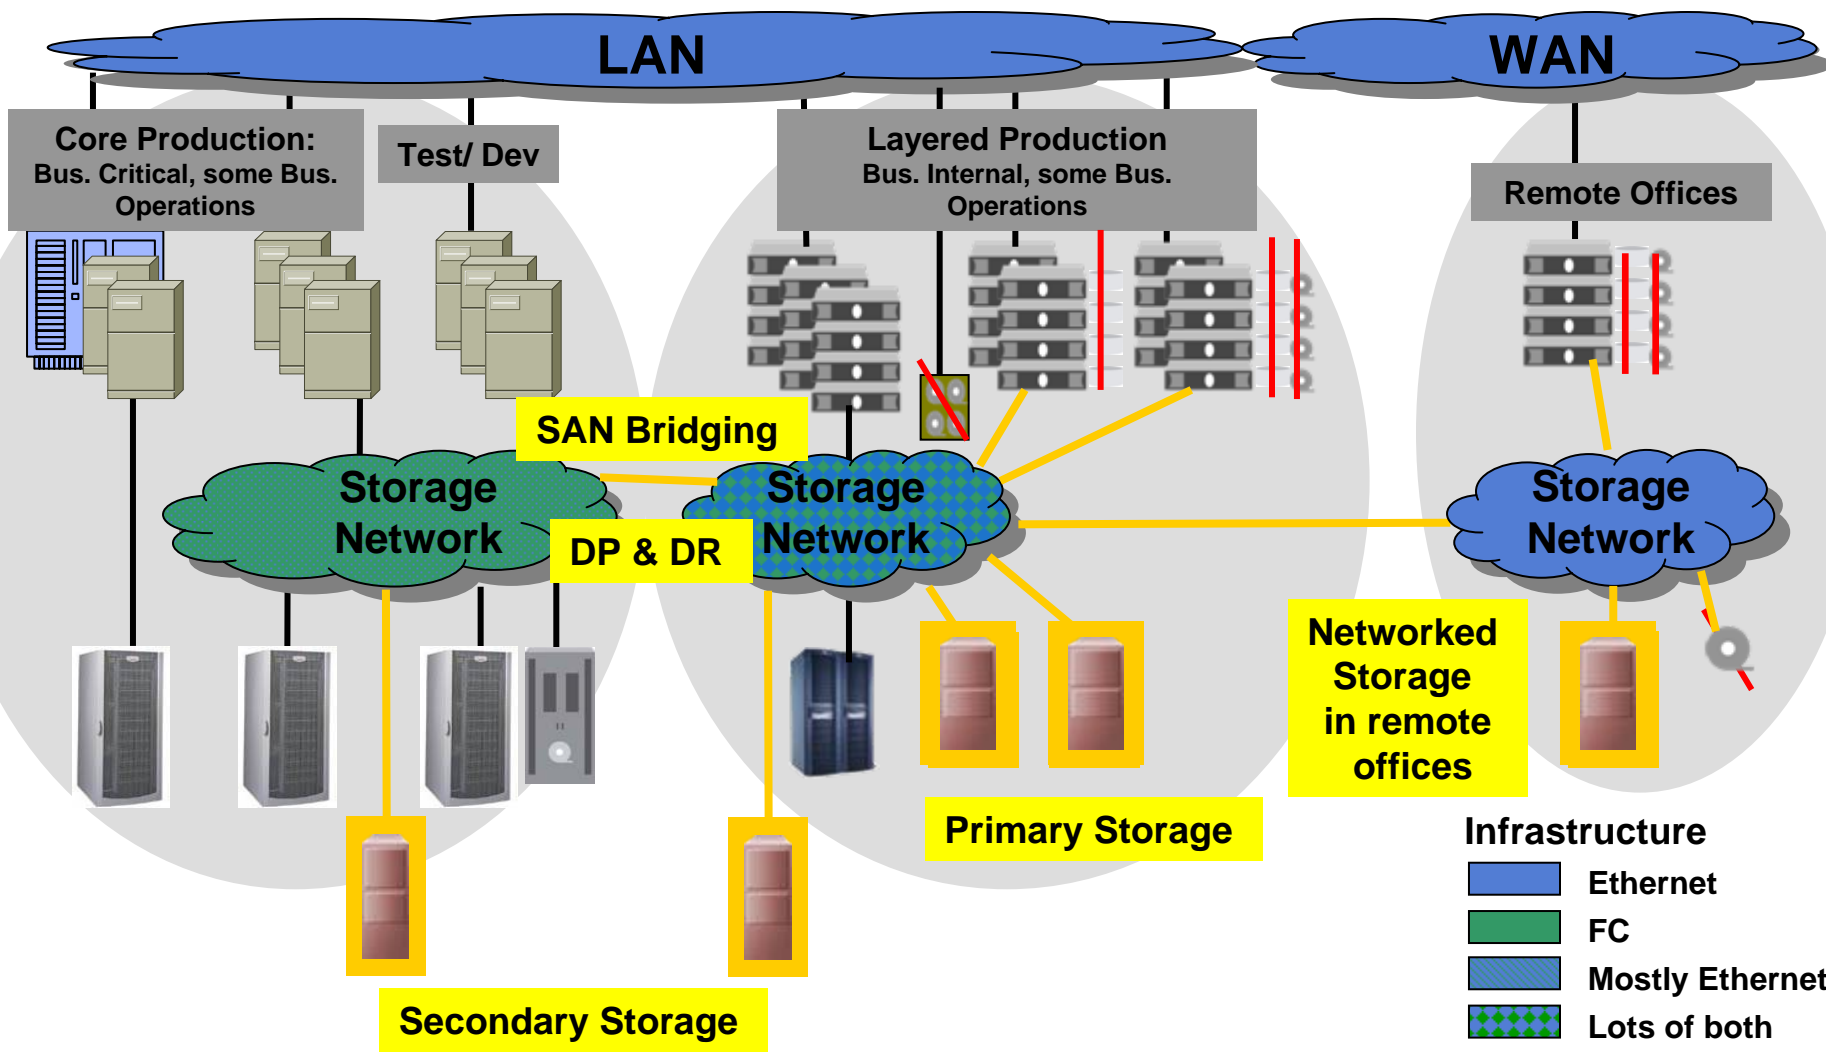 LAN
WAN
Core Production:
Bus. Critical, some Bus.
Operations
Test/ Dev
Layered Production
Bus. Internal, some Bus.
Operations
Remote Offices
SAN Bridging
Storage
Network
DP & DR
Storage
Network
Storage
Network
Networked
Storage
in remote
offices
Primary Storage
Secondary Storage
Infrastructure
Ethernet
FC
Mostly Ethernet
Lots of both